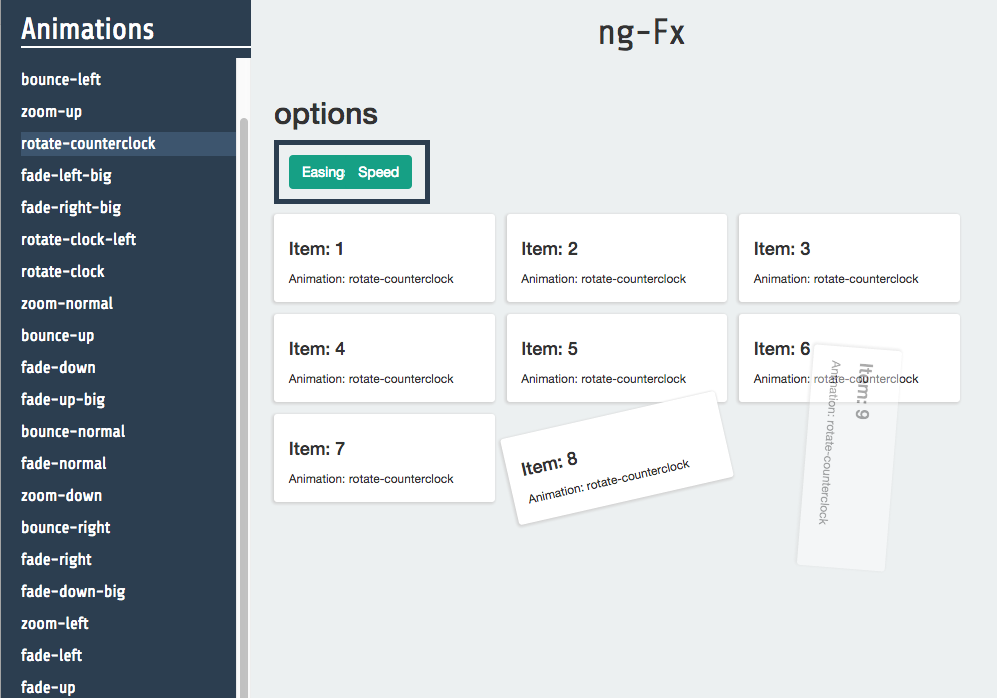 Animations
bounce-left
zoom-up
rotate-counterclock
fade-left-big
fade-right-big
rotate-clock-left
rotate-clock
zoom-normal
bounce-up
fade-down
fade-up-big
bounce-normal
fade-normal
zoom-down
bounce-right
fade-right
fade-down-big
zoom-left
fade-left
fade-up
ng-Fx
options
Easing Speed
Item: 1
Animation: rotate-counterclock
Item: 2
Animation: rotate-counterclock
Item: 3
Animation: rotate-counterclock
Item: 4
Animation: rotate-counterclock
Item: 5
Animation: rotate-counterclock
Item: 6
Animation: rotate-counterclock
Item: 7
Animation: rotate-counterclock
Item: 8
Animation: rotate-counterclock
Item: 9
Animation: rotate-counterclock